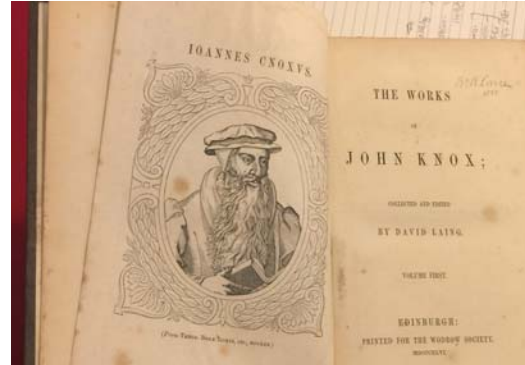 IOANNES CNOXVS.
THE WORKS
OF
JOHN KNOX;
COLLECTED AND EDITED
BY DAVID LAING.
VOLUME FIRST.
EDINBURGH:
PRINTED FOR THE WODROW SOCIETY.